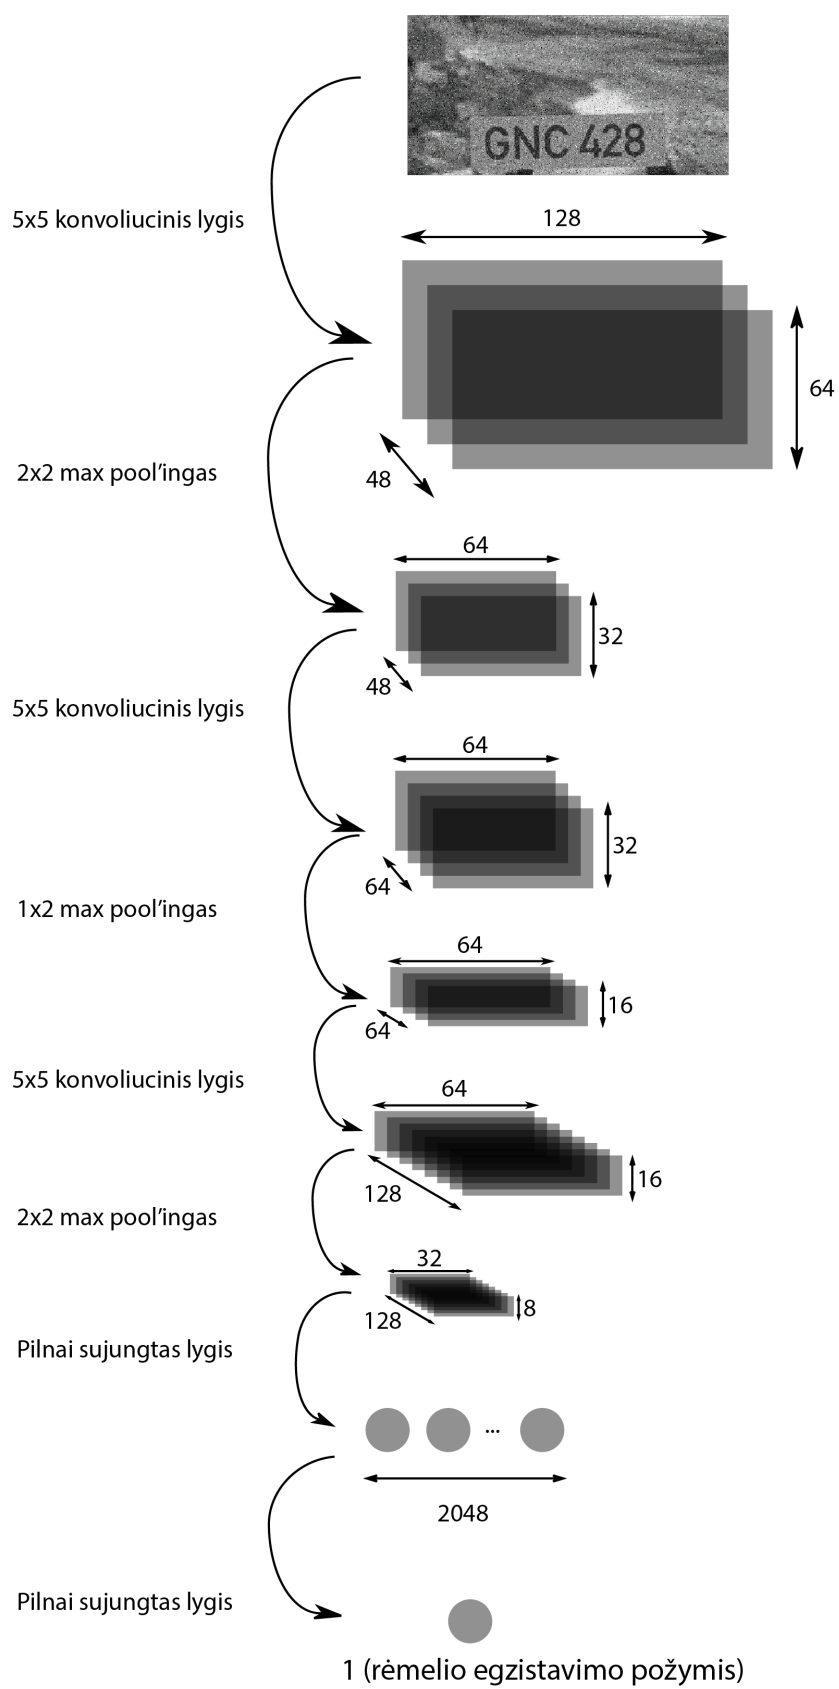 GNC 428
5x5 konvoliucinis lygis
128
64
48
2x2 max pool’ingas
64
32
48
5x5 konvoliucinis lygis
64
32
64
1x2 max pool’ingas
64
16
64
5x5 konvoliucinis lygis
64
16
128
2x2 max pool’ingas
32
8
128
Pilnai sujungtas lygis
...
2048
Pilnai sujungtas lygis
1 (rėmelio egzistavimo požymis)